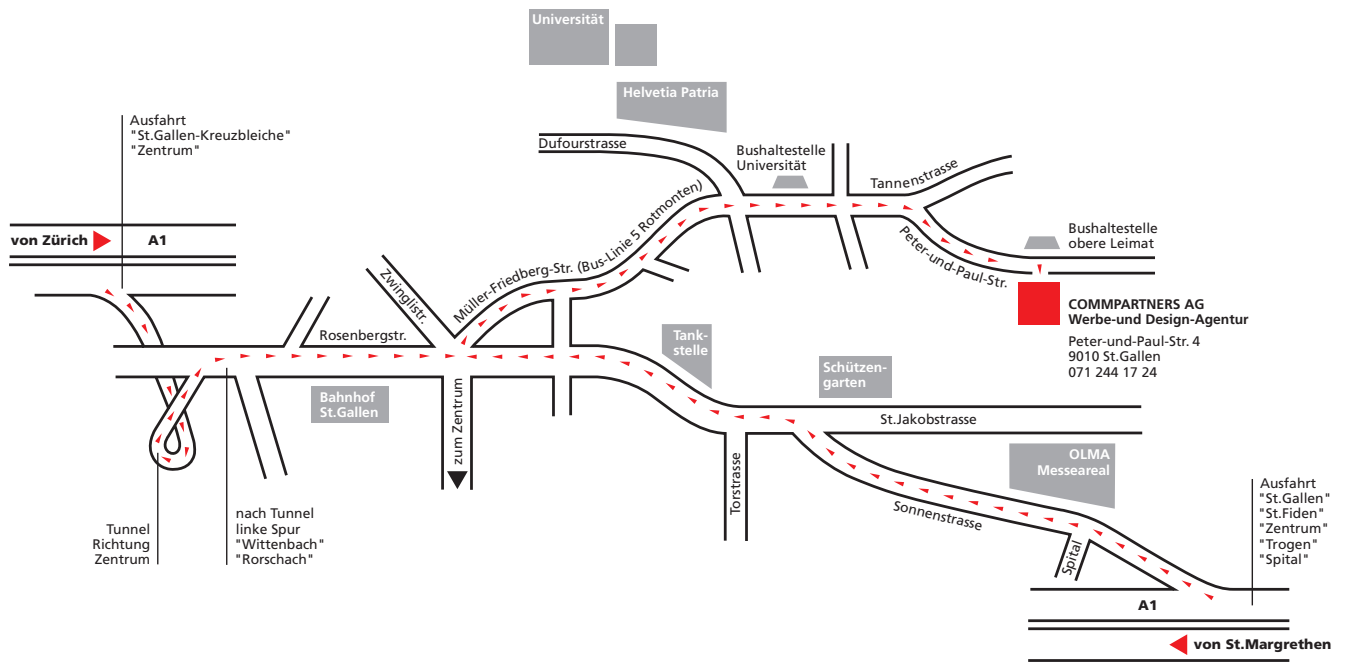 Universität
Helvetia Patria
Ausfahrt
"St.Gallen-Kreuzbleiche"
"Zentrum"
Dufourstrasse
Bushaltestelle
Universität
Tannenstrasse
von Zürich
A1
Müller-Friedberg-Str. (Bus-Linie 5 Rotmonten)
Peter-und-Paul-Str.
Bushaltestelle
obere Leimat
Zwinglistr.
COMMPARTNERS AG
Werbe-und Design-Agentur
Peter-und-Paul-Str. 4
9010 St.Gallen
071 244 17 24
Rosenbergstr.
Tank-
stelle
Schützen-
garten
Bahnhof
St.Gallen
zum Zentrum
St.Jakobstrasse
Torstrasse
OLMA
Messeareal
Sonnenstrasse
Spital
Ausfahrt
"St.Gallen"
"St.Fiden"
"Zentrum"
"Trogen"
"Spital"
Tunnel
Richtung
Zentrum
nach Tunnel
linke Spur
"Wittenbach"
"Rorschach"
A1
von St.Margrethen